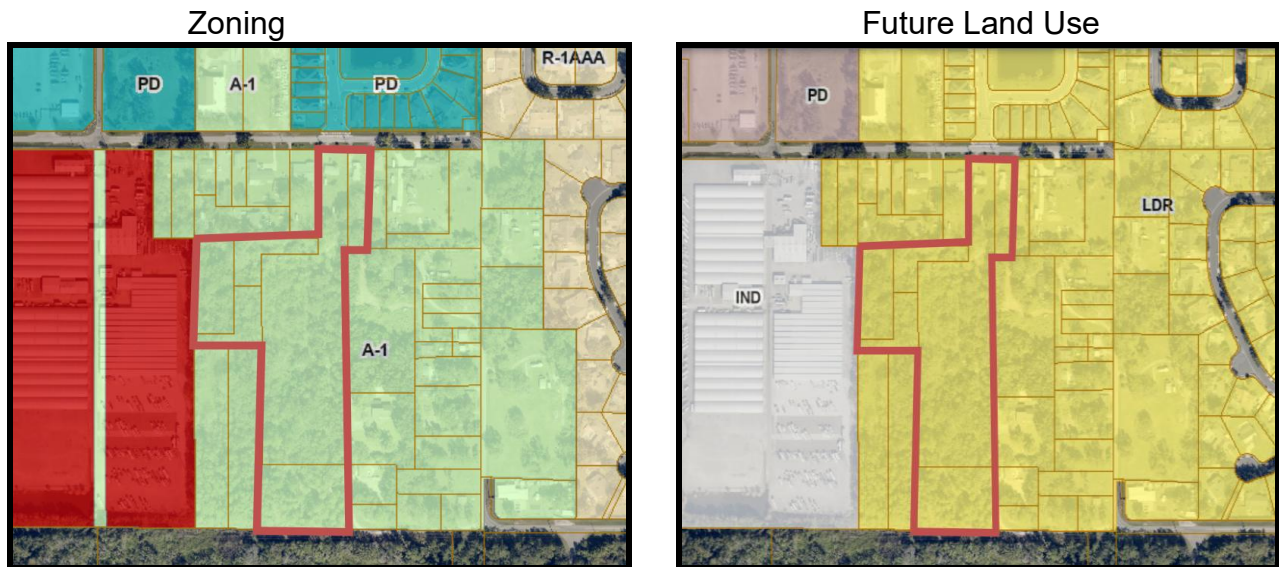 Zoning
Future Land Use
PD
A-1
PD
R-1AAA
A-1
PD
LDR
IND